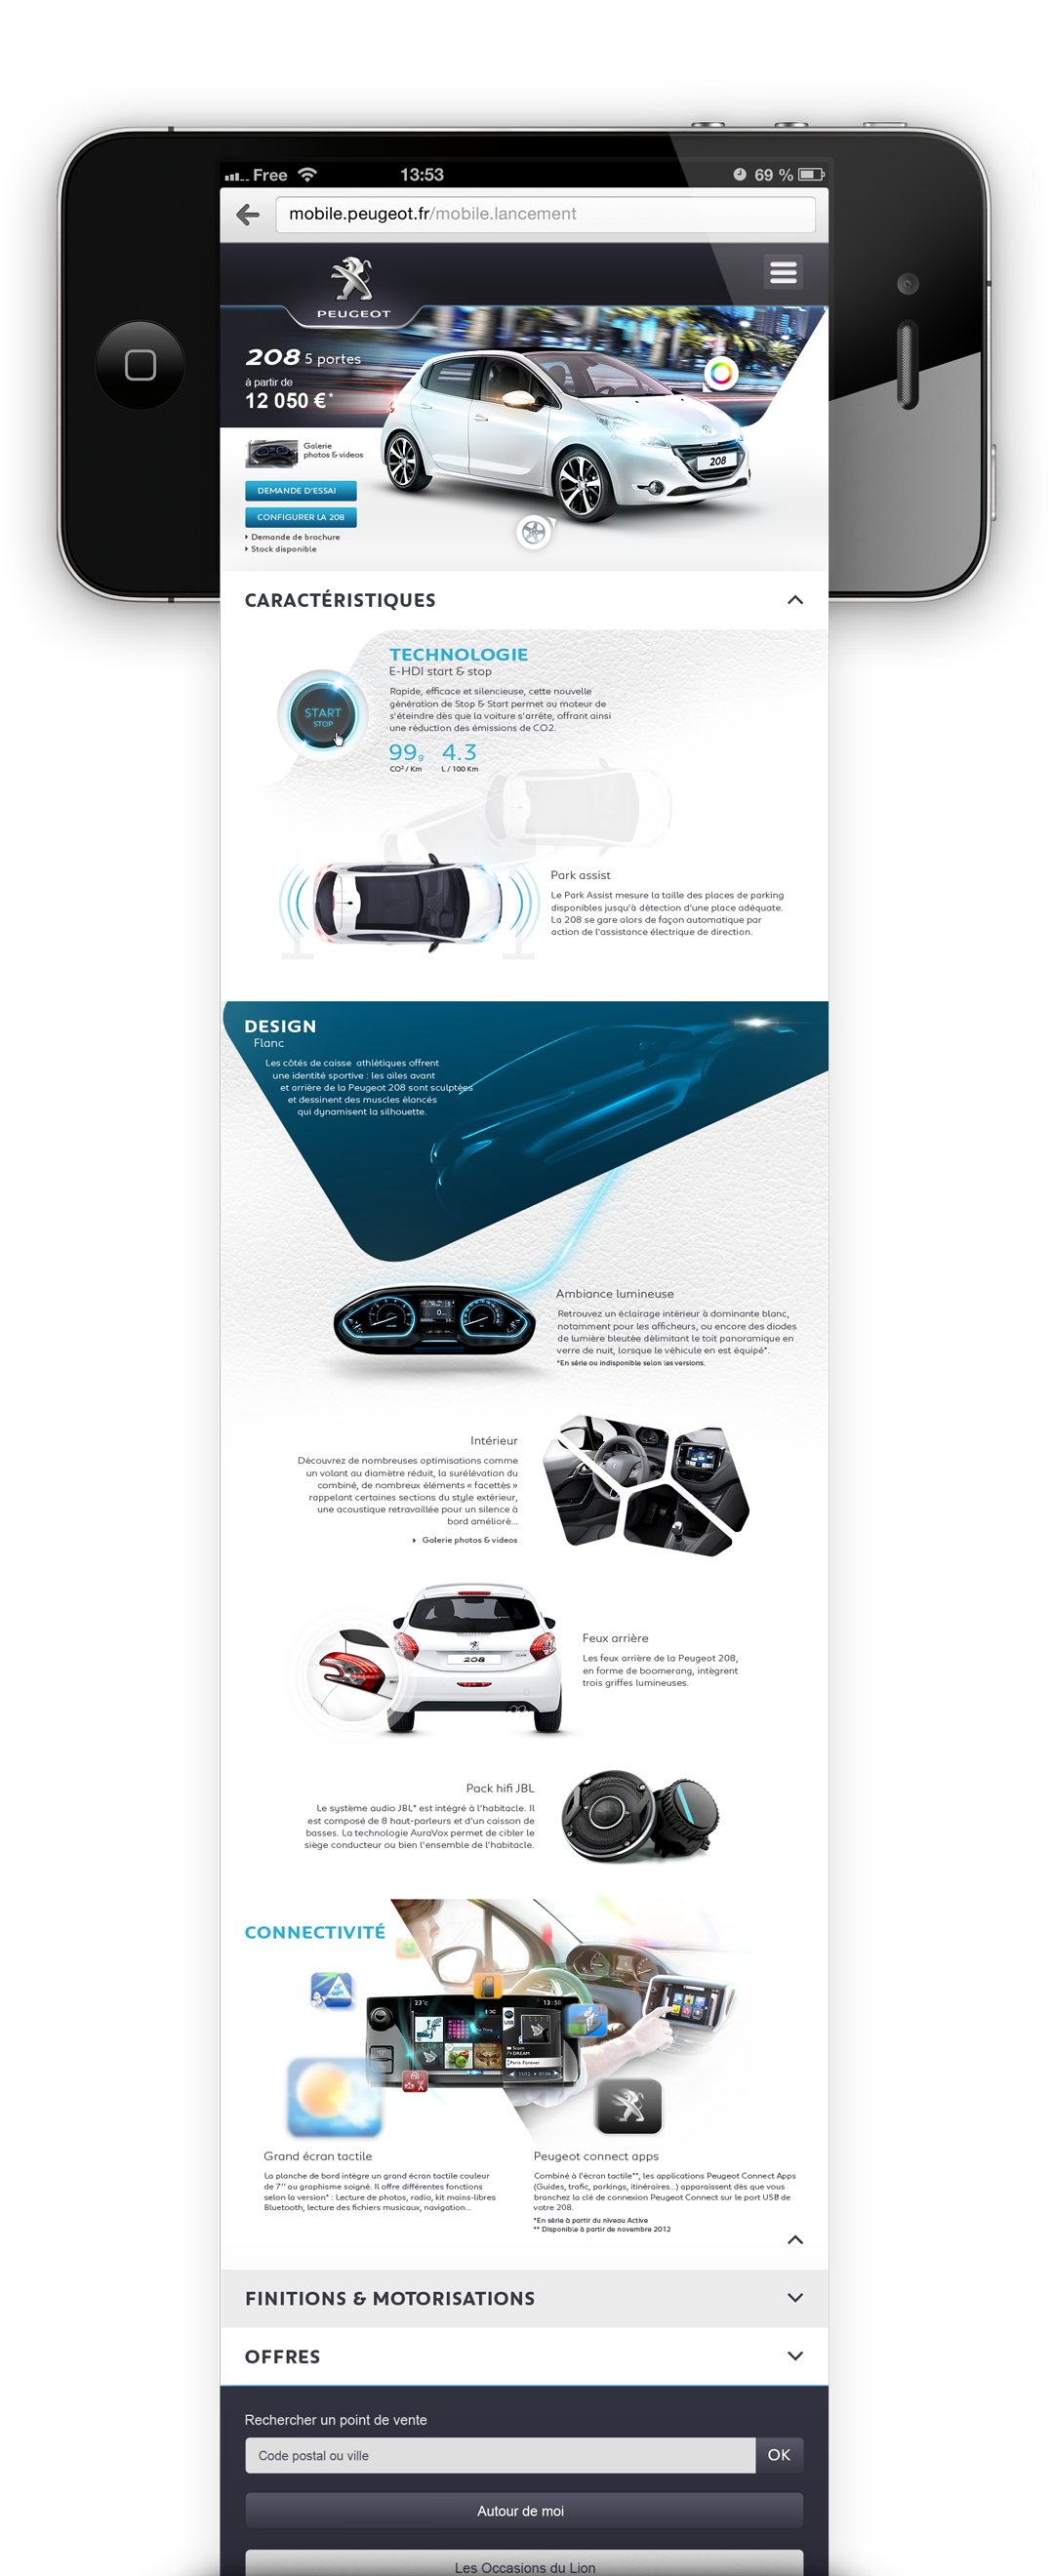 Free 13:53 69 %
mobile.peugeot.fr/mobile.lancement
PEUGEOT
208 5 portes
à partir de
12 050 €*
Galerie
photos & videos
208
DEMANDE D'ESSAI
CONFIGURER LA 208
Demande de brochure
Stock disponible
CARACTÉRISTIQUES
TECHNOLOGIE
E-HDI start & stop
Rapide, efficace et silencieuse, cette nouvelle
génération de Stop & Start permet au moteur de
s'éteindre dès que la voiture s'arrête, offrant ainsi
une réduction des émissions de CO2.
START
STOP
99g 4.3
CO² / Km L / 100 Km
Park assist
Le Park Assist mesure la taille des places de parking
disponibles jusqu'à détection d'une place adéquate.
La 208 se gare alors de façon automatique par
action de l'assistance électrique de direction.
DESIGN
Flanc
Les côtés de caisse athlétiques offrent
une identité sportive : les ailes avant
et arrière de la Peugeot 208 sont sculptées
et dessinent des muscles élancés
qui dynamisent la silhouette.
Ambiance lumineuse
Retrouvez un éclairage intérieur à dominante blanc,
notamment pour les afficheurs, ou encore des diodes
de lumière bleutée délimitant le toit panoramique en
verre de nuit, lorsque le véhicule en est équipé*.
*En série ou indisponible selon les versions.
Intérieur
Découvrez de nombreuses optimisations comme
un volant au diamètre réduit, la surélévation du
combiné, de nombreux éléments « facettés »
rappelant certaines sections du style extérieur,
une acoustique retravaillée pour un silence à
bord amélioré...
Galerie photos & videos
208
Feux arrière
Les feux arrière de la Peugeot 208,
en forme de boomerang, intègrent
trois griffes lumineuses.
Pack hifi JBL
Le système audio JBL* est intégré à l'habitacle. Il
est composé de 8 haut-parleurs et d'un caisson de
basses. La technologie AuraVox permet de cibler le
siège conducteur ou bien l'ensemble de l'habitacle.
CONNECTIVITÉ
23°c 13:58
USB
DREAM
Paris Forever
11/12
Grand écran tactile
La planche de bord intègre un grand écran tactile couleur
de 7'' au graphisme soigné. Il offre différentes fonctions
selon la version* : Lecture de photos, radio, kit mains-libres
Bluetooth, lecture des fichiers musicaux, navigation...
Peugeot connect apps
Combiné à l'écran tactile**, les applications Peugeot Connect Apps
(Guides, trafic, parkings, itinéraires...) apparaissent dès que vous
branchez la clé de connexion Peugeot Connect sur le port USB de
votre 208.
*En série à partir du niveau Active
** Disponible à partir de novembre 2012
FINITIONS & MOTORISATIONS
OFFRES
Rechercher un point de vente
Code postal ou ville OK
Autour de moi
Les Occasions du Lion